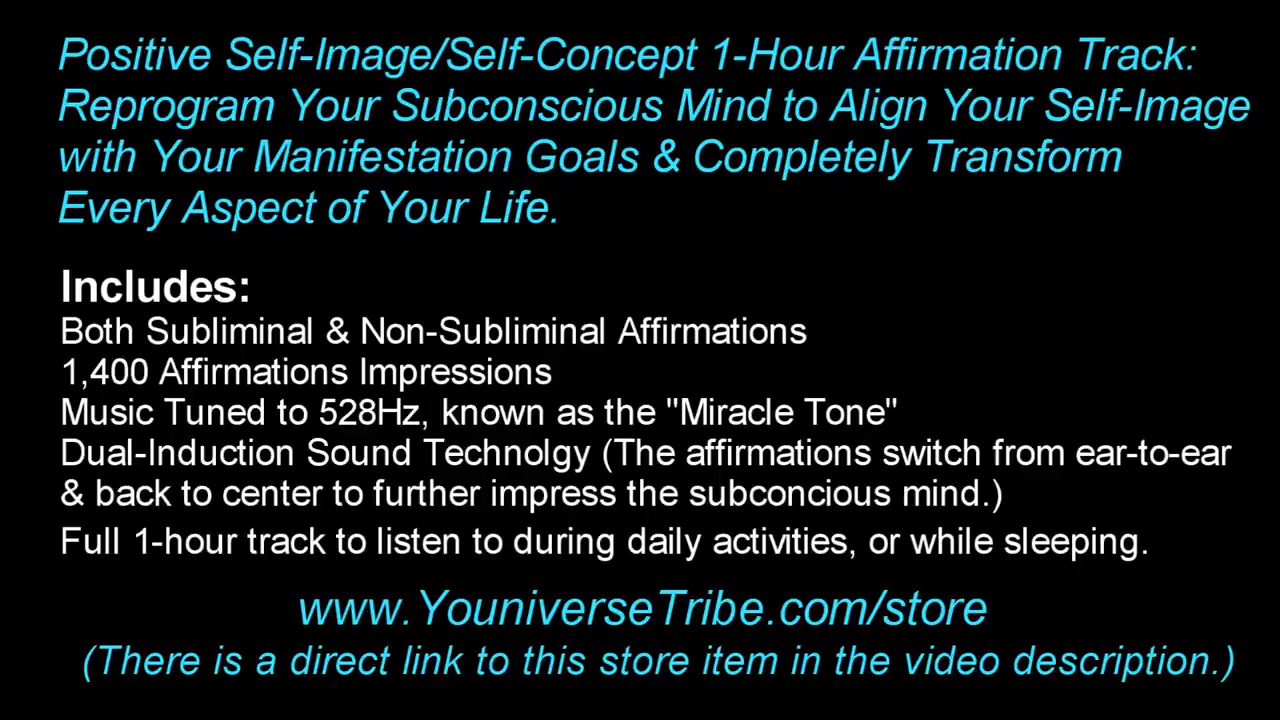 Positive Self-Image/Self-Concept 1-Hour Affirmation Track:
Reprogram Your Subconscious Mind to Align Your Self-Image
with Your Manifestation Goals & Completely Transform
Every Aspect of Your Life.
Includes:
Both Subliminal & Non-Subliminal Affirmations
1,400 Affirmations Impressions
Music Tuned to 528Hz, known as the "Miracle Tone"
Dual-Induction Sound Technolgy (The affirmations switch from ear-to-ear
& back to center to further impress the subconcious mind.)
Full 1-hour track to listen to during daily activities, or while sleeping.
www.YouniverseTribe.com/store
(There is a direct link to this store item in the video description.)